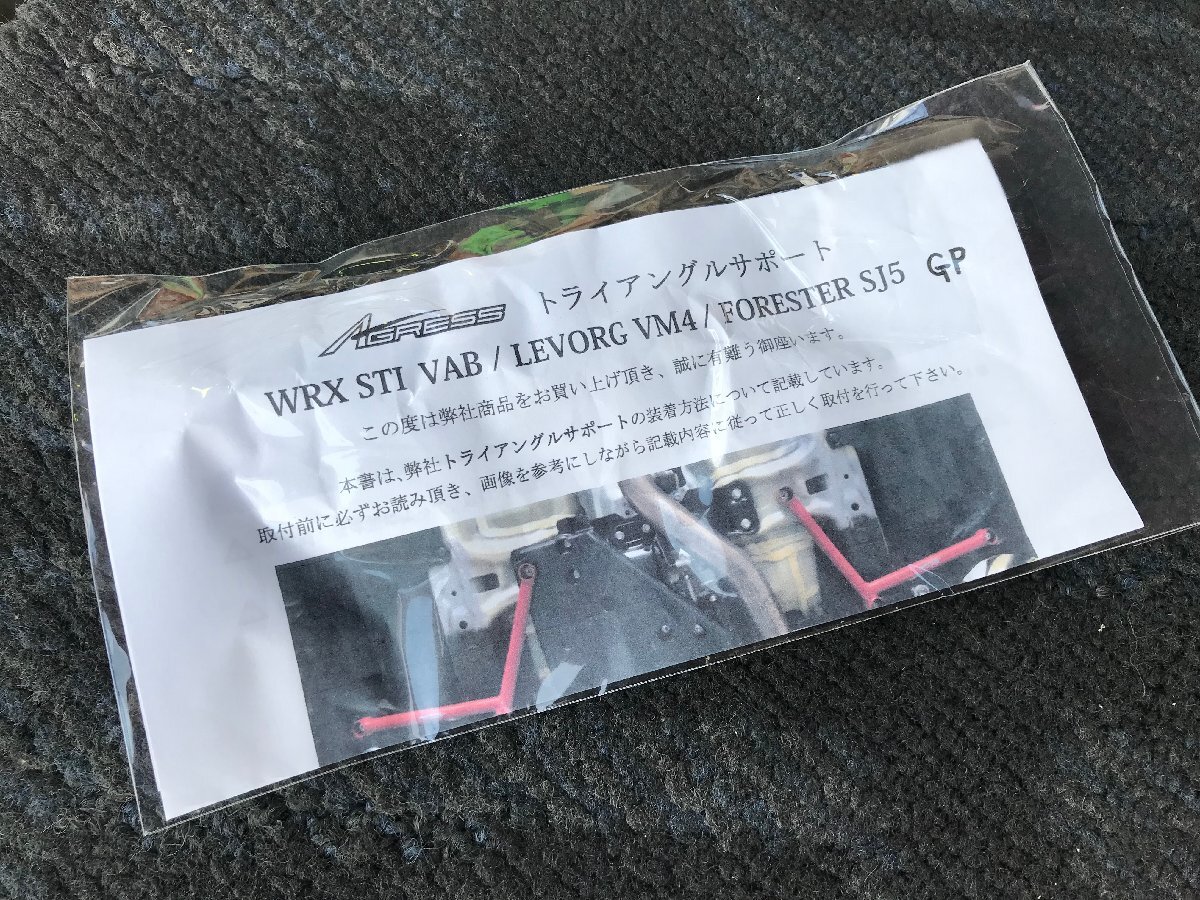 AGRESS トライアングルサポート
WRX STI VAB / LEVORG VM4 / FORESTER SJ5 GP
この度は弊社商品をお買い上げ頂き、誠に有難う御座います。
本書は、弊社トライアングルサポートの装着方法について記載しています。
取付前に必ずお読み頂き、画像を参考にしながら記載内容に従って正しく取付を行って下さい。